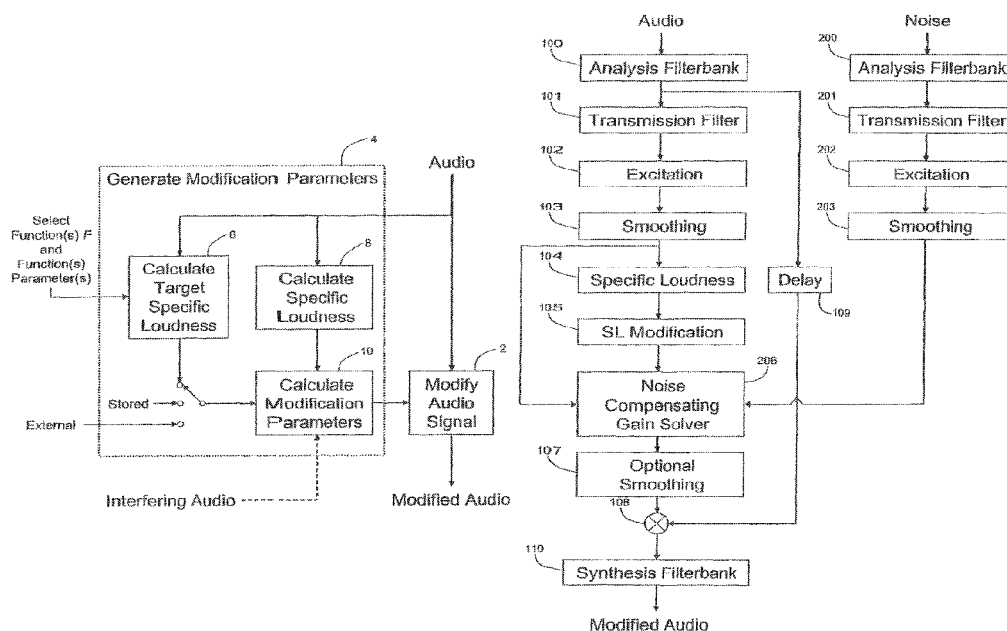 4
Audio
Generate Modification Parameters
Select
Function(s) F
and
Function(s)
Parameter(s)
6
Calculate
Target
Specific
Loudness
8
Calculate
Specific
Loudness
10
Calculate
Modification
Parameters
2
Modify
Audio
Signal
Stored
External
Interfering Audio
Modified Audio
Audio
Noise
100
Analysis Filterbank
200
Analysis Filterbank
101
Transmission Filter
201
Transmission Filter
102
Excitation
202
Excitation
103
Smoothing
203
Smoothing
104
Specific Loudness
Delay
109
105
SL Modification
206
Noise
Compensating
Gain Solver
107
Optional
Smoothing
108
110
Synthesis Filterbank
Modified Audio